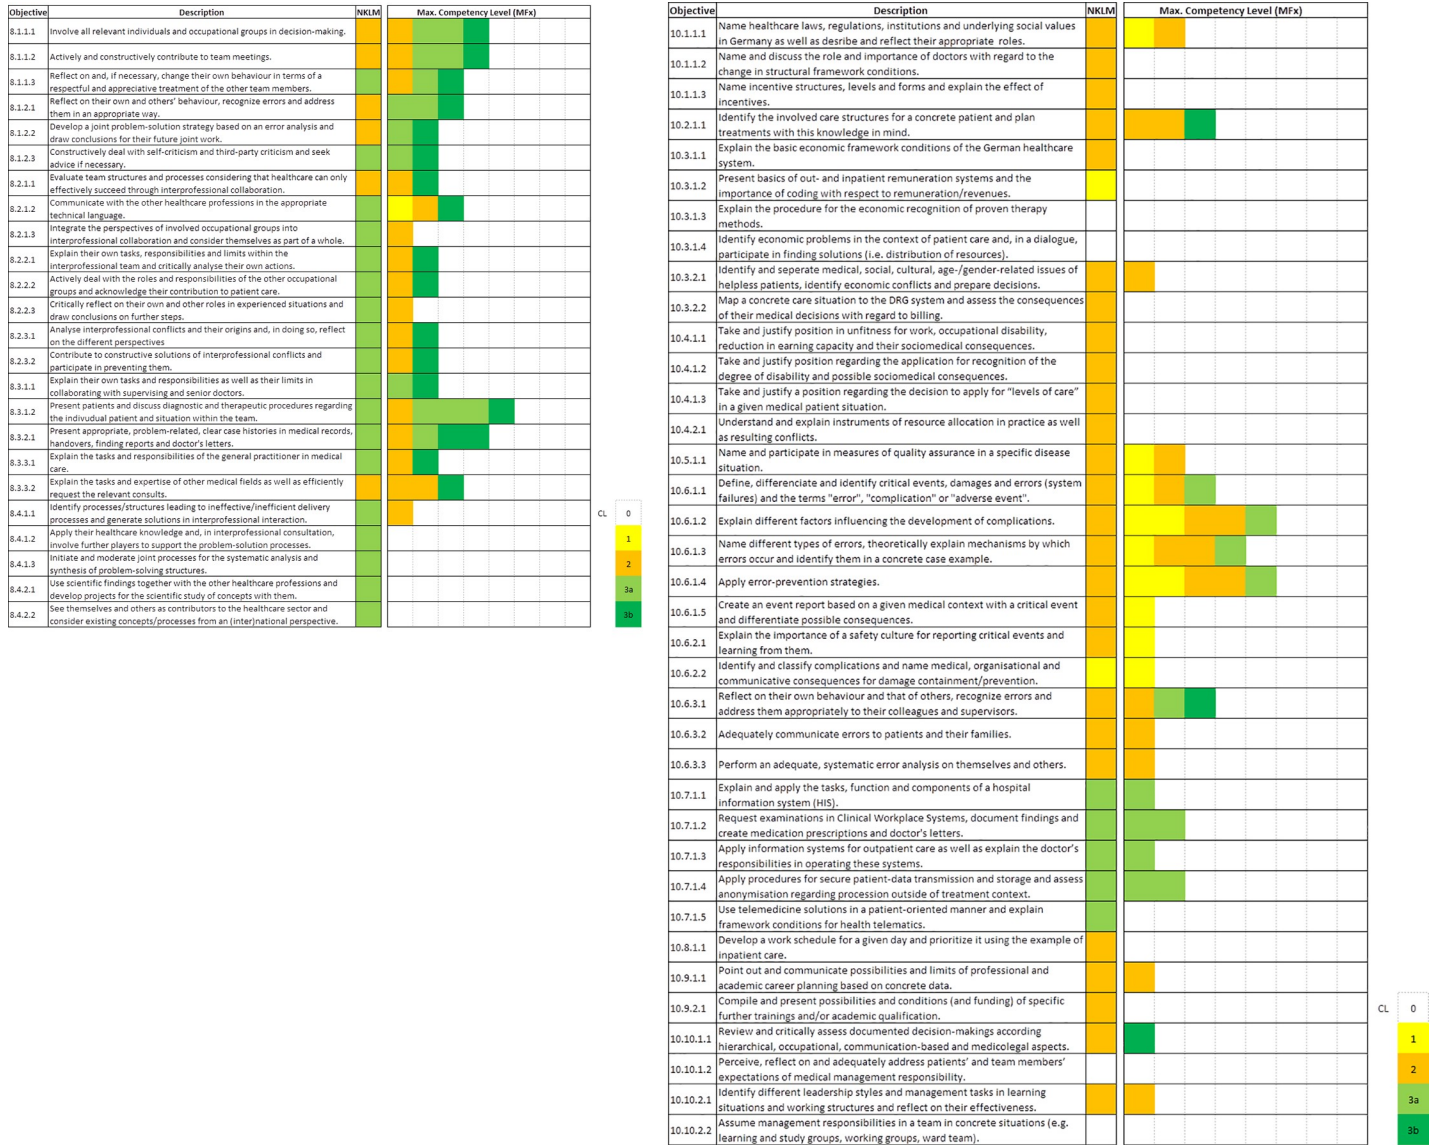 Objective Description NKLM Max. Competency Level (MFx)
8.1.1.1 Involve all relevant individuals and occupational groups in decision-making.
8.1.1.2 Actively and constructively contribute to team meetings.
8.1.1.3 Reflect on and, if necessary, change their own behaviour in terms of a
respectful and appreciative treatment of the other team members.
8.1.2.1 Reflect on their own and others' behaviour, recognize errors and address
them in an appropriate way.
8.1.2.2 Develop a joint problem-solution strategy based on an error analysis and
draw conclusions for their future joint work.
8.1.2.3 Constructively deal with self-criticism and third-party criticism and seek
advice if necessary.
8.2.1.1 Evaluate team structures and processes considering that healthcare can only
effectively succeed through interprofessional collaboration.
8.2.1.2 Communicate with the other healthcare professions in the appropriate
technical language.
8.2.1.3 Integrate the perspectives of involved occupational groups into
interprofessional collaboration and consider themselves as part of a whole.
8.2.2.1 Explain their own tasks, responsibilities and limits within the
interprofessional team and critically analyse their own actions.
8.2.2.2 Actively deal with the roles and responsibilities of the other occupational
groups and acknowledge their contribution to patient care.
8.2.2.3 Critically reflect on their own and other roles in experienced situations and
draw conclusions on further steps.
8.2.3.1 Analyse interprofessional conflicts and their origins and, in doing so, reflect
on the different perspectives
8.2.3.2 Contribute to constructive solutions of interprofessional conflicts and
participate in preventing them.
8.3.1.1 Explain their own tasks and responsibilities as well as their limits in
collaborating with supervising and senior doctors.
8.3.1.2 Present patients and discuss diagnostic and therapeutic procedures regarding
the indivudual patient and situation within the team.
8.3.2.1 Present appropriate, problem-related, clear case histories in medical records,
handovers, finding reports and doctor's letters.
8.3.3.1 Explain the tasks and responsibilities of the general practitioner in medical
care.
8.3.3.2 Explain the tasks and expertise of other medical fields as well as efficiently
request the relevant consults.
8.4.1.1 Identify processes/structures leading to ineffective/inefficient delivery
processes and generate solutions in interprofessional interaction.
8.4.1.2 Apply their healthcare knowledge and, in interprofessional consultation,
involve further players to support the problem-solution processes.
8.4.1.3 Initiate and moderate joint processes for the systematic analysis and
synthesis of problem-solving structures.
8.4.2.1 Use scientific findings together with the other healthcare professions and
develop projects for the scientific study of concepts with them.
8.4.2.2 See themselves and others as contributors to the healthcare sector and
consider existing concepts/processes from an (inter)national perspective.
CL 0
1
2
3a
3b
Objective Description NKLM Max. Competency Level (MFx)
10.1.1.1 Name healthcare laws, regulations, institutions and underlying social values
in Germany as well as desribe and reflect their appropriate roles.
10.1.1.2 Name and discuss the role and importance of doctors with regard to the
change in structural framework conditions.
10.1.1.3 Name incentive structures, levels and forms and explain the effect of
incentives.
10.2.1.1 Identify the involved care structures for a concrete patient and plan
treatments with this knowledge in mind.
10.3.1.1 Explain the basic economic framework conditions of the German healthcare
system.
10.3.1.2 Present basics of out- and inpatient remuneration systems and the
importance of coding with respect to remuneration/revenues.
10.3.1.3 Explain the procedure for the economic recognition of proven therapy
methods.
10.3.1.4 Identify economic problems in the context of patient care and, in a dialogue,
participate in finding solutions (i.e. distribution of resources).
10.3.2.1 Identify and seperate medical, social, cultural, age-/gender-related issues of
helpless patients, identify economic conflicts and prepare decisions.
10.3.2.2 Map a concrete care situation to the DRG system and assess the consequences
of their medical decisions with regard to billing.
10.4.1.1 Take and justify position in unfitness for work, occupational disability,
reduction in earning capacity and their sociomedical consequences.
10.4.1.2 Take and justify position regarding the application for recognition of the
degree of disability and possible sociomedical consequences.
10.4.1.3 Take and justify a position regarding the decision to apply for "levels of care"
in a given medical patient situation.
10.4.2.1 Understand and explain instruments of resource allocation in practice as well
as resulting conflicts.
10.5.1.1 Name and participate in measures of quality assurance in a specific disease
situation.
10.6.1.1 Define, differenciate and identify critical events, damages and errors (system
failures) and the terms "error", "complication" or "adverse event".
10.6.1.2 Explain different factors influencing the development of complications.
10.6.1.3 Name different types of errors, theoretically explain mechanisms by which
errors occur and identify them in a concrete case example.
10.6.1.4 Apply error-prevention strategies.
10.6.1.5 Create an event report based on a given medical context with a critical event
and differentiate possible consequences.
10.6.2.1 Explain the importance of a safety culture for reporting critical events and
learning from them.
10.6.2.2 Identify and classify complications and name medical, organisational and
communicative consequences for damage containment/prevention.
10.6.3.1 Reflect on their own behaviour and that of others, recognize errors and
address them appropriately to their colleagues and supervisors.
10.6.3.2 Adequately communicate errors to patients and their families.
10.6.3.3 Perform an adequate, systematic error analysis on themselves and others.
10.7.1.1 Explain and apply the tasks, function and components of a hospital
information system (HIS).
10.7.1.2 Request examinations in Clinical Workplace Systems, document findings and
create medication prescriptions and doctor's letters.
10.7.1.3 Apply information systems for outpatient care as well as explain the doctor's
responsibilities in operating these systems.
10.7.1.4 Apply procedures for secure patient-data transmission and storage and assess
anonymisation regarding procession outside of treatment context.
10.7.1.5 Use telemedicine solutions in a patient-oriented manner and explain
framework conditions for health telematics.
10.8.1.1 Develop a work schedule for a given day and prioritize it using the example of
inpatient care.
10.9.1.1 Point out and communicate possibilities and limits of professional and
academic career planning based on concrete data.
10.9.2.1 Compile and present possibilities and conditions (and funding) of specific
further trainings and/or academic qualification.
10.10.1.1 Review and critically assess documented decision-makings according
hierarchical, occupational, communication-based and medicolegal aspects.
10.10.1.2 Perceive, reflect on and adequately address patients' and team members'
expectations of medical management responsibility.
10.10.2.1 Identify different leadership styles and management tasks in learning
situations and working structures and reflect on their effectiveness.
10.10.2.2 Assume management responsibilities in a team in concrete situations (e.g.
learning and study groups, working groups, ward team).
CL 0
1
2
3a
3b